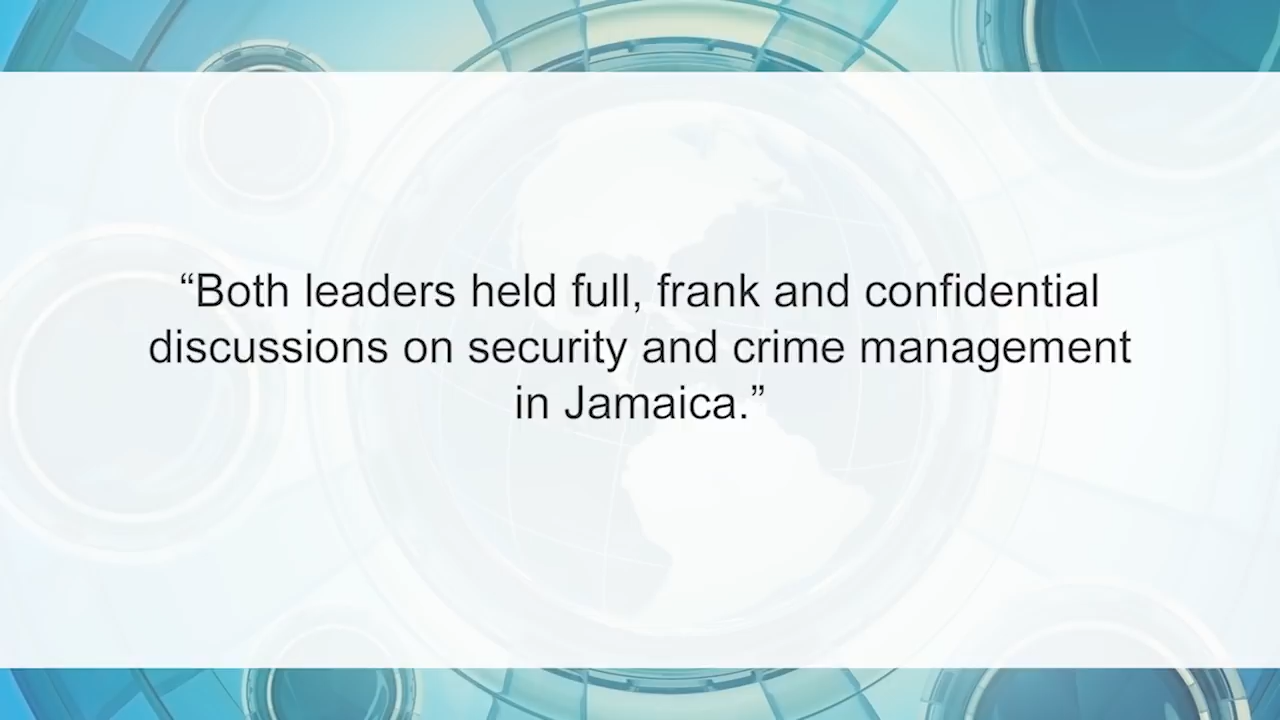 “Both leaders held full, frank and confidential
discussions on security and crime management
in Jamaica.”